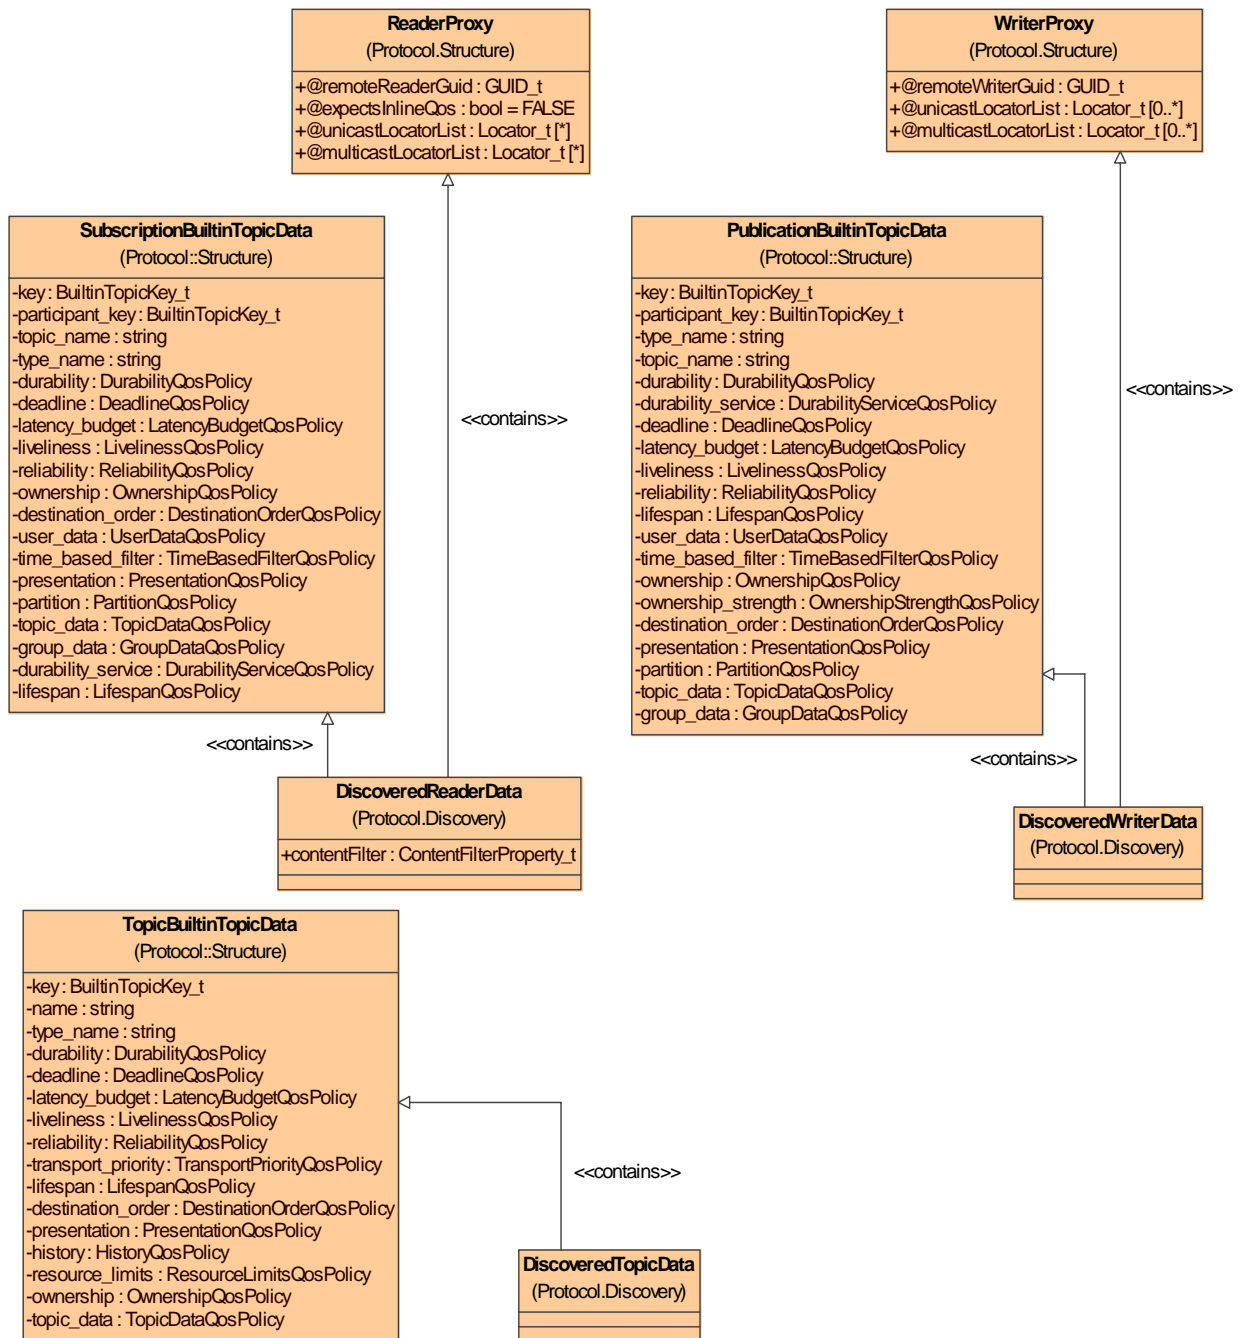 ReaderProxy
(Protocol.Structure)
+@remoteReaderGuid : GUID_t
+@expectsInlineQos : bool = FALSE
+@unicastLocatorList : Locator_t [*]
+@multicastLocatorList : Locator_t [*]
WriterProxy
(Protocol.Structure)
+@remoteWriterGuid : GUID_t
+@unicastLocatorList : Locator_t [0..*]
+@multicastLocatorList : Locator_t [0..*]
SubscriptionBuiltinTopicData
(Protocol::Structure)
-key : BuiltinTopicKey_t
-participant_key : BuiltinTopicKey_t
-topic_name : string
-type_name : string
-durability : DurabilityQosPolicy
-deadline : DeadlineQosPolicy
-latency_budget : LatencyBudgetQosPolicy
-liveliness : LivelinessQosPolicy
-reliability : ReliabilityQosPolicy
-ownership : OwnershipQosPolicy
-destination_order : DestinationOrderQosPolicy
-user_data : UserDataQosPolicy
-time_based_filter : TimeBasedFilterQosPolicy
-presentation : PresentationQosPolicy
-partition : PartitionQosPolicy
-topic_data : TopicDataQosPolicy
-group_data : GroupDataQosPolicy
-durability_service : DurabilityServiceQosPolicy
-lifespan : LifespanQosPolicy
<<contains>>
PublicationBuiltinTopicData
(Protocol::Structure)
-key : BuiltinTopicKey_t
-participant_key : BuiltinTopicKey_t
-type_name : string
-topic_name : string
-durability : DurabilityQosPolicy
-durability_service : DurabilityServiceQosPolicy
-deadline : DeadlineQosPolicy
-latency_budget : LatencyBudgetQosPolicy
-liveliness : LivelinessQosPolicy
-reliability : ReliabilityQosPolicy
-lifespan : LifespanQosPolicy
-user_data : UserDataQosPolicy
-time_based_filter : TimeBasedFilterQosPolicy
-ownership : OwnershipQosPolicy
-ownership_strength : OwnershipStrengthQosPolicy
-destination_order : DestinationOrderQosPolicy
-presentation : PresentationQosPolicy
-partition : PartitionQosPolicy
-topic_data : TopicDataQosPolicy
-group_data : GroupDataQosPolicy
<<contains>>
<<contains>>
<<contains>>
DiscoveredReaderData
(Protocol.Discovery)
+contentFilter : ContentFilterProperty_t
DiscoveredWriterData
(Protocol.Discovery)
TopicBuiltinTopicData
(Protocol::Structure)
-key : BuiltinTopicKey_t
-name : string
-type_name : string
-durability : DurabilityQosPolicy
-deadline : DeadlineQosPolicy
-latency_budget : LatencyBudgetQosPolicy
-liveliness : LivelinessQosPolicy
-reliability : ReliabilityQosPolicy
-transport_priority : TransportPriorityQosPolicy
-lifespan : LifespanQosPolicy
-destination_order : DestinationOrderQosPolicy
-presentation : PresentationQosPolicy
-history : HistoryQosPolicy
-resource_limits : ResourceLimitsQosPolicy
-ownership : OwnershipQosPolicy
-topic_data : TopicDataQosPolicy
<<contains>>
DiscoveredTopicData
(Protocol.Discovery)